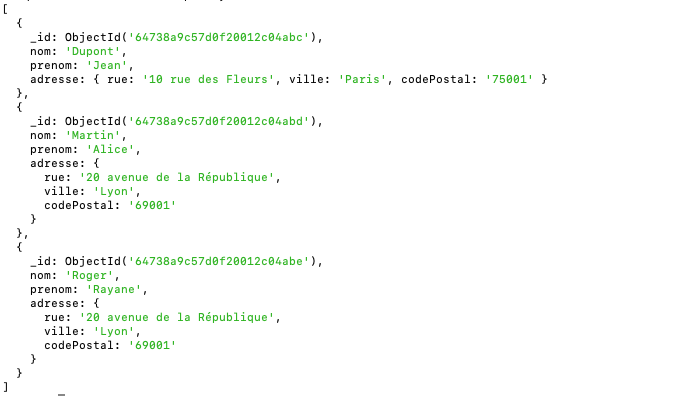 [
  {
    _id: ObjectId('64738a9c57d0f20012c04abc'),
    nom: 'Dupont',
    prenom: 'Jean',
    adresse: { rue: '10 rue des Fleurs', ville: 'Paris', codePostal: '75001' }
  },
  {
    _id: ObjectId('64738a9c57d0f20012c04abd'),
    nom: 'Martin',
    prenom: 'Alice',
    adresse: {
      rue: '20 avenue de la République',
      ville: 'Lyon',
      codePostal: '69001'
    }
  },
  {
    _id: ObjectId('64738a9c57d0f20012c04abe'),
    nom: 'Roger',
    prenom: 'Rayane',
    adresse: {
      rue: '20 avenue de la République',
      ville: 'Lyon',
      codePostal: '69001'
    }
  }
]